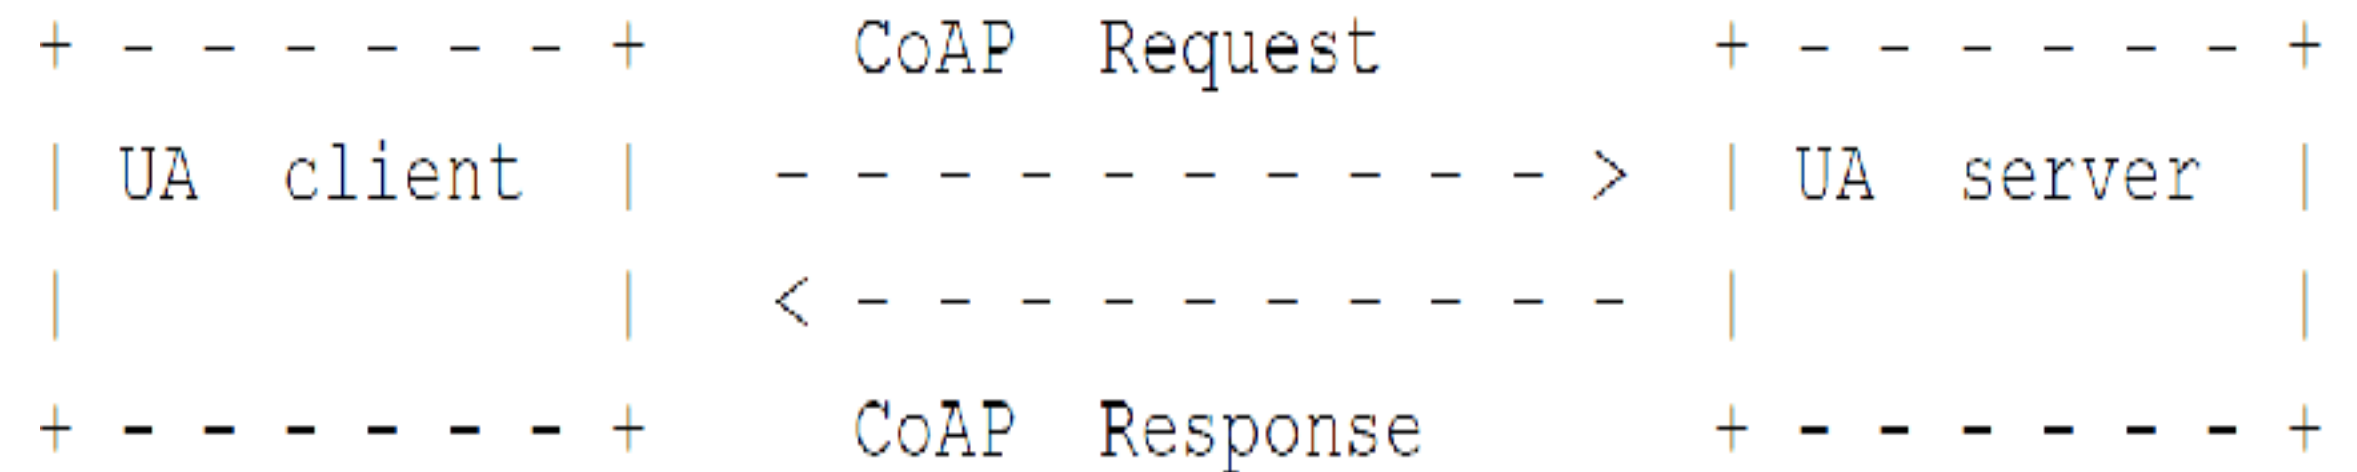 + - - - - - - +   CoAP Request   + - - - - - - +
| UA client |   - - - - - - - - - - >   | UA server |
|           |   < - - - - - - - - - -   |           |
+ - - - - - - +   CoAP Response   + - - - - - - +